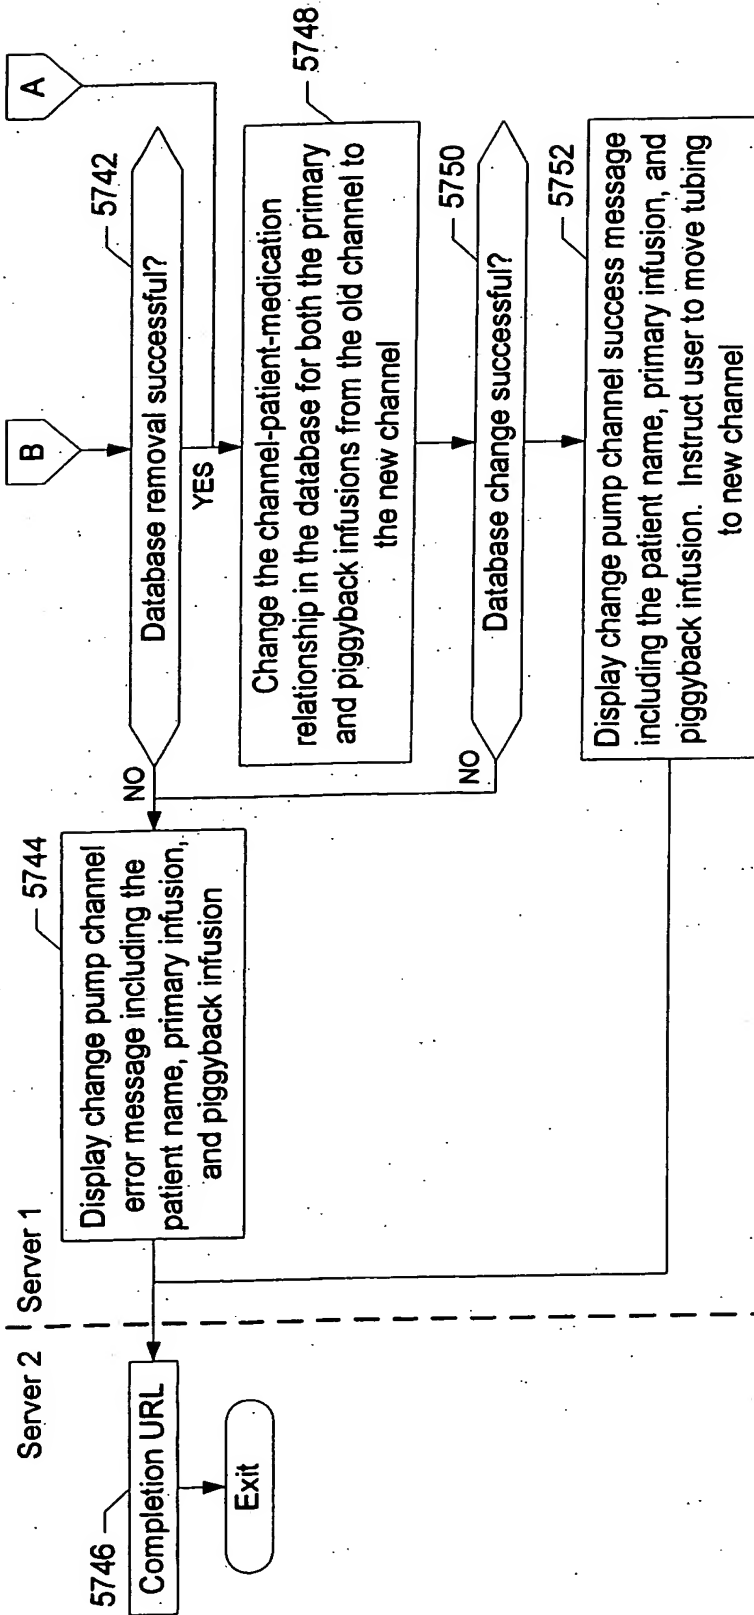 Server 2
Server 1
5746
Completion URL
Exit
5744
Display change pump channel
error message including the
patient name, primary infusion,
and piggyback infusion
B
A
5742
Database removal successful?
NO
YES
5748
Change the channel-patient-medication
relationship in the database for both the primary
and piggyback infusions from the old channel to
the new channel
5750
Database change successful?
NO
5752
Display change pump channel success message
including the patient name, primary infusion, and
piggyback infusion. Instruct user to move tubing
to new channel